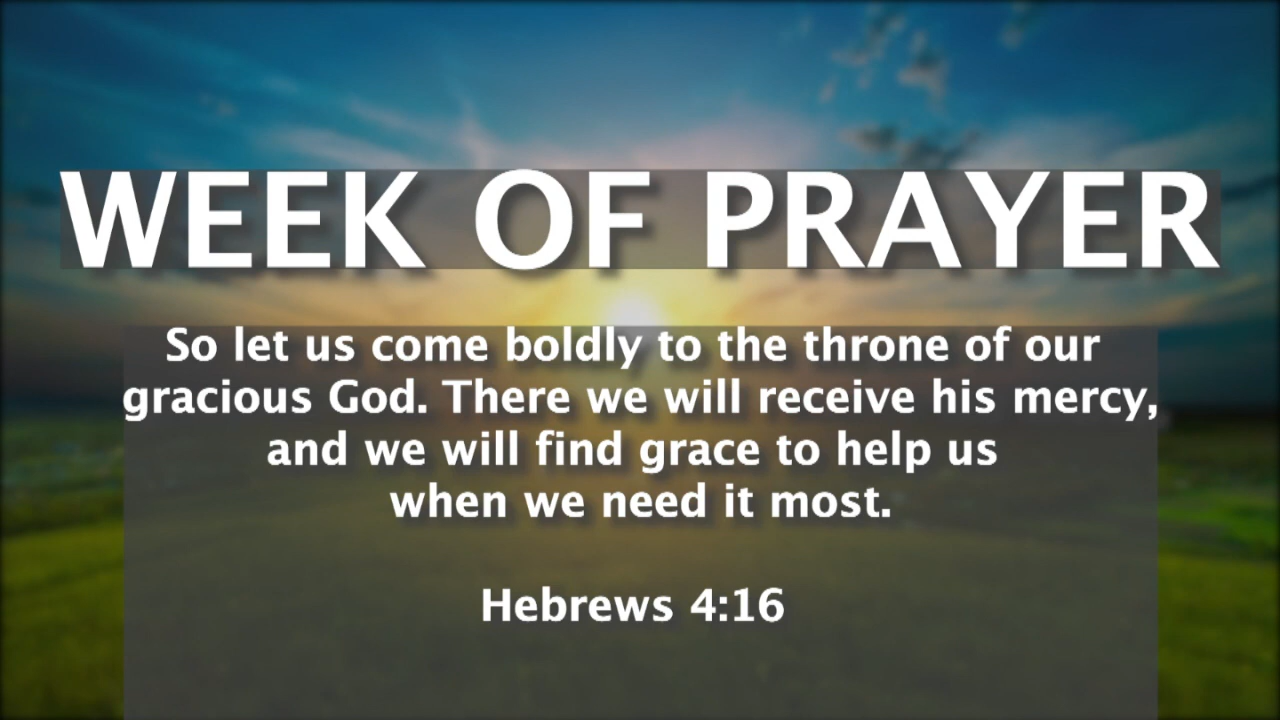 WEEK OF PRAYER
So let us come boldly to the throne of our
gracious God. There we will receive his mercy,
and we will find grace to help us
when we need it most.
Hebrews 4:16